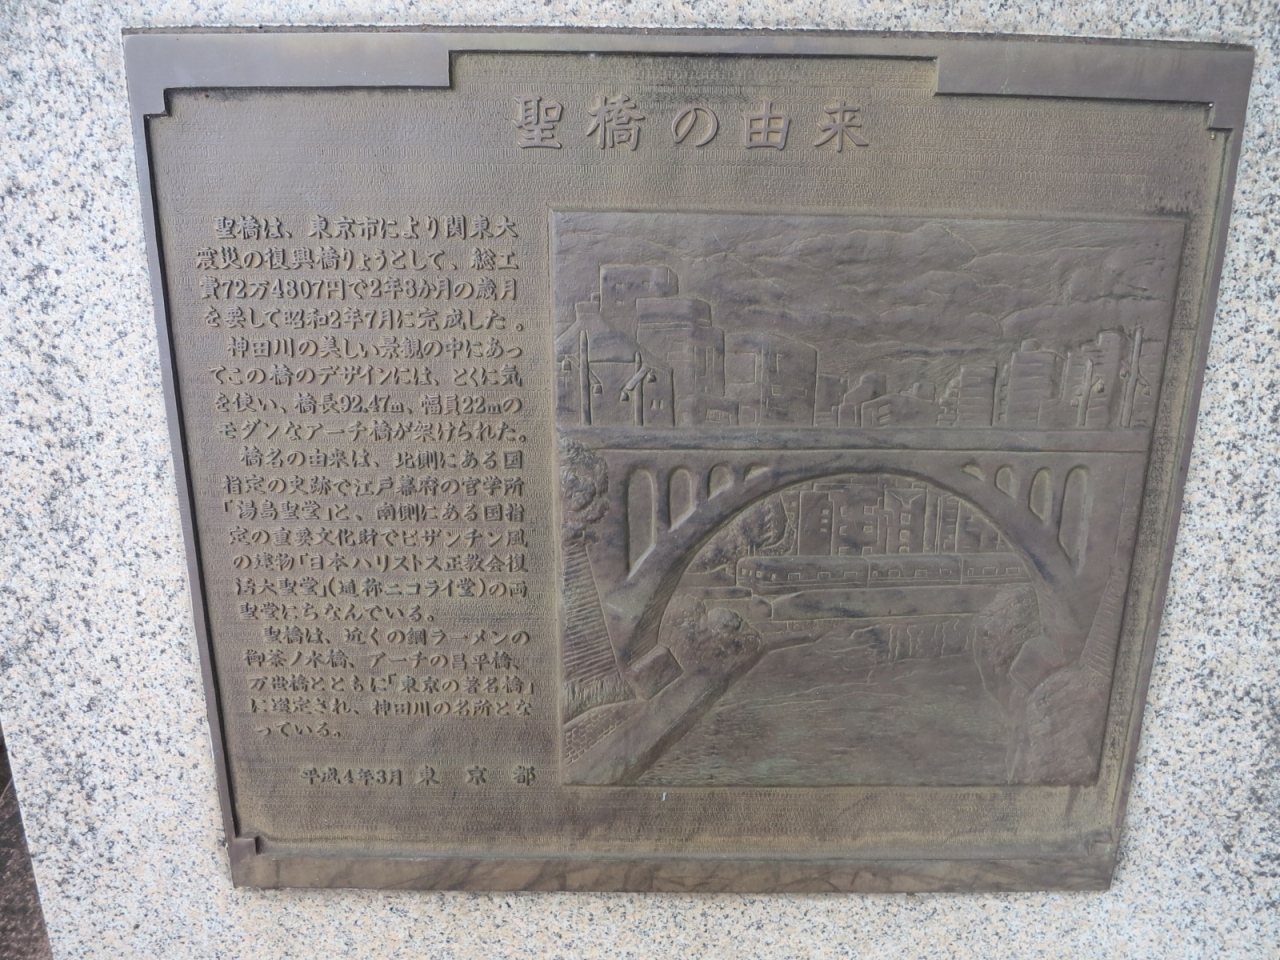 聖橋の由来
聖橋は、東京市により関東大
震災の復興橋りょうとして、総工
費72万4807円で2年8か月の歳月
を要して昭和2年7月に完成した。
神田川の美しい景観の中にあっ
てこの橋のデザインには、とくに気
を使い、橋長92.47m、幅員22mの
モダンなアーチ橋が架けられた。
橋名の由来は、北側にある国
指定の史跡で江戸幕府の官学所
「湯島聖堂」と、南側にある国指
定の重要文化財でビザンチン風
の建物「日本ハリストス正教会復
活大聖堂」(通称ニコライ堂)の両
聖堂にちなんでいる。
聖橋は、近くの鋼ラーメンの
御茶ノ水橋、アーチの昌平橋、
万世橋とともに「東京の著名橋」
に選定され、神田川の名所とな
っている。
平成4年3月 東京都